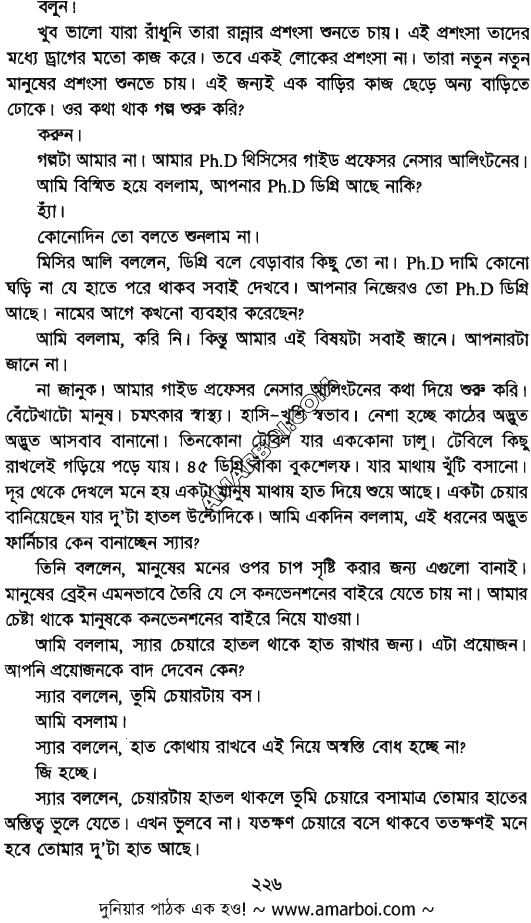 বলুন।
খুব ভালো যারা রাঁধুনি তারা রান্নার প্রশংসা শুনতে চায়। এই প্রশংসা তাদের
মধ্যে ড্রাগের মতো কাজ করে। তবে একই লোকের প্রশংসা না। তারা নতুন নতুন
মানুষের প্রশংসা শুনতে চায়। এই জন্যই এক বাড়ির কাজ ছেড়ে অন্য বাড়িতে
ঢোকে। ওর কথা থাক গল্প শুরু করি?
করুন।
গল্পটা আমার না। আমার Ph.D থিসিসের গাইড প্রফেসর নেসার আলিংটনের।
আমি বিস্মিত হয়ে বললাম, আপনার Ph.D ডিগ্রি আছে নাকি?
হ্যাঁ।
কোনোদিন তো বলতে শুনলাম না।
মিসির আলি বললেন, ডিগ্রি বলে বেড়াবার কিছু তো না। Ph.D দামি কোনো
ঘড়ি না যে হাতে পরে থাকব সবাই দেখবে। আপনার নিজেরও তো Ph.D ডিগ্রি
আছে। নামের আগে কখনো ব্যবহার করেছেন?
আমি বললাম, করি নি। কিন্তু আমার এই বিষয়টা সবাই জানে। আপনারটা
জানে না।
না জানুক। আমার গাইড প্রফেসর নেসার আলিংটনের কথা দিয়ে শুরু করি।
বেঁটেখাটো মানুষ। চমৎকার স্বাস্থ্য। হাসি-খুশি স্বভাব। নেশা হচ্ছে কাঠের অদ্ভুত
অদ্ভুত আসবাব বানানো। তিনকোনা টেবিল যার এককোনা ঢালু। টেবিলে কিছু
রাখলেই গড়িয়ে পড়ে যায়। ৪৫ ডিগ্রি বাঁকা বুকশেলফ। যার মাথায় খুঁটি বসানো।
দূর থেকে দেখলে মনে হয় একটা মানুষ মাথায় হাত দিয়ে শুয়ে আছে। একটা চেয়ার
বানিয়েছেন যার দু'টা হাতল উল্টোদিকে। আমি একদিন বললাম, এই ধরনের অদ্ভুত
ফার্নিচার কেন বানাচ্ছেন স্যার?
তিনি বললেন, মানুষের মনের ওপর চাপ সৃষ্টি করার জন্য এগুলো বানাই।
মানুষের ব্রেইন এমনভাবে তৈরি যে সে কনভেনশনের বাইরে যেতে চায় না। আমার
চেষ্টা থাকে মানুষকে কনভেনশনের বাইরে নিয়ে যাওয়া।
আমি বললাম, স্যার চেয়ারে হাতল থাকে হাত রাখার জন্য। এটা প্রয়োজন।
আপনি প্রয়োজনকে বাদ দেবেন কেন?
স্যার বললেন, তুমি চেয়ারটায় বস।
আমি বসলাম।
স্যার বললেন, হাত কোথায় রাখবে এই নিয়ে অস্বস্তি বোধ হচ্ছে না?
জি হচ্ছে।
স্যার বললেন, চেয়ারটায় হাতল থাকলে তুমি চেয়ারে বসামাত্র তোমার হাতের
অস্তিত্ব ভুলে যেতে। এখন ভুলবে না। যতক্ষণ চেয়ারে বসে থাকবে ততক্ষণই মনে
হবে তোমার দু'টা হাত আছে।
AMARBOI.COM
২২৬
দুনিয়ার পাঠক এক হও! ~ www.amarboi.com ~